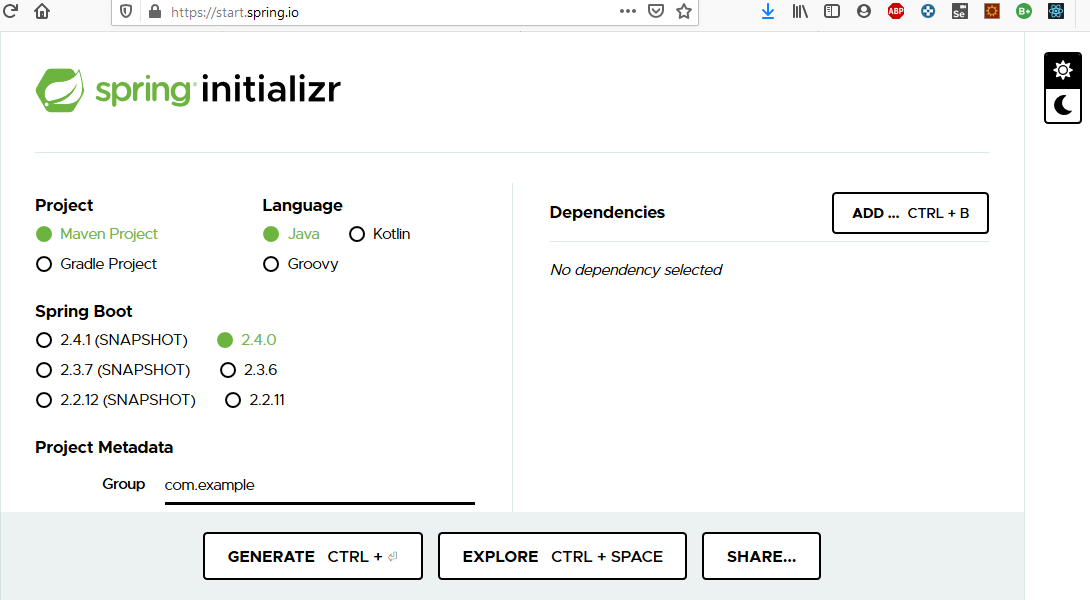 https://start.spring.io
ABP
Se
B+
spring initializr
Project
Language
Maven Project
Java
Kotlin
Gradle Project
Groovy
Spring Boot
2.4.1 (SNAPSHOT)
2.4.0
2.3.7 (SNAPSHOT)
2.3.6
2.2.12 (SNAPSHOT)
2.2.11
Project Metadata
Group
com.example
Dependencies
ADD ... CTRL + B
No dependency selected
GENERATE CTRL + ⏎
EXPLORE CTRL + SPACE
SHARE...